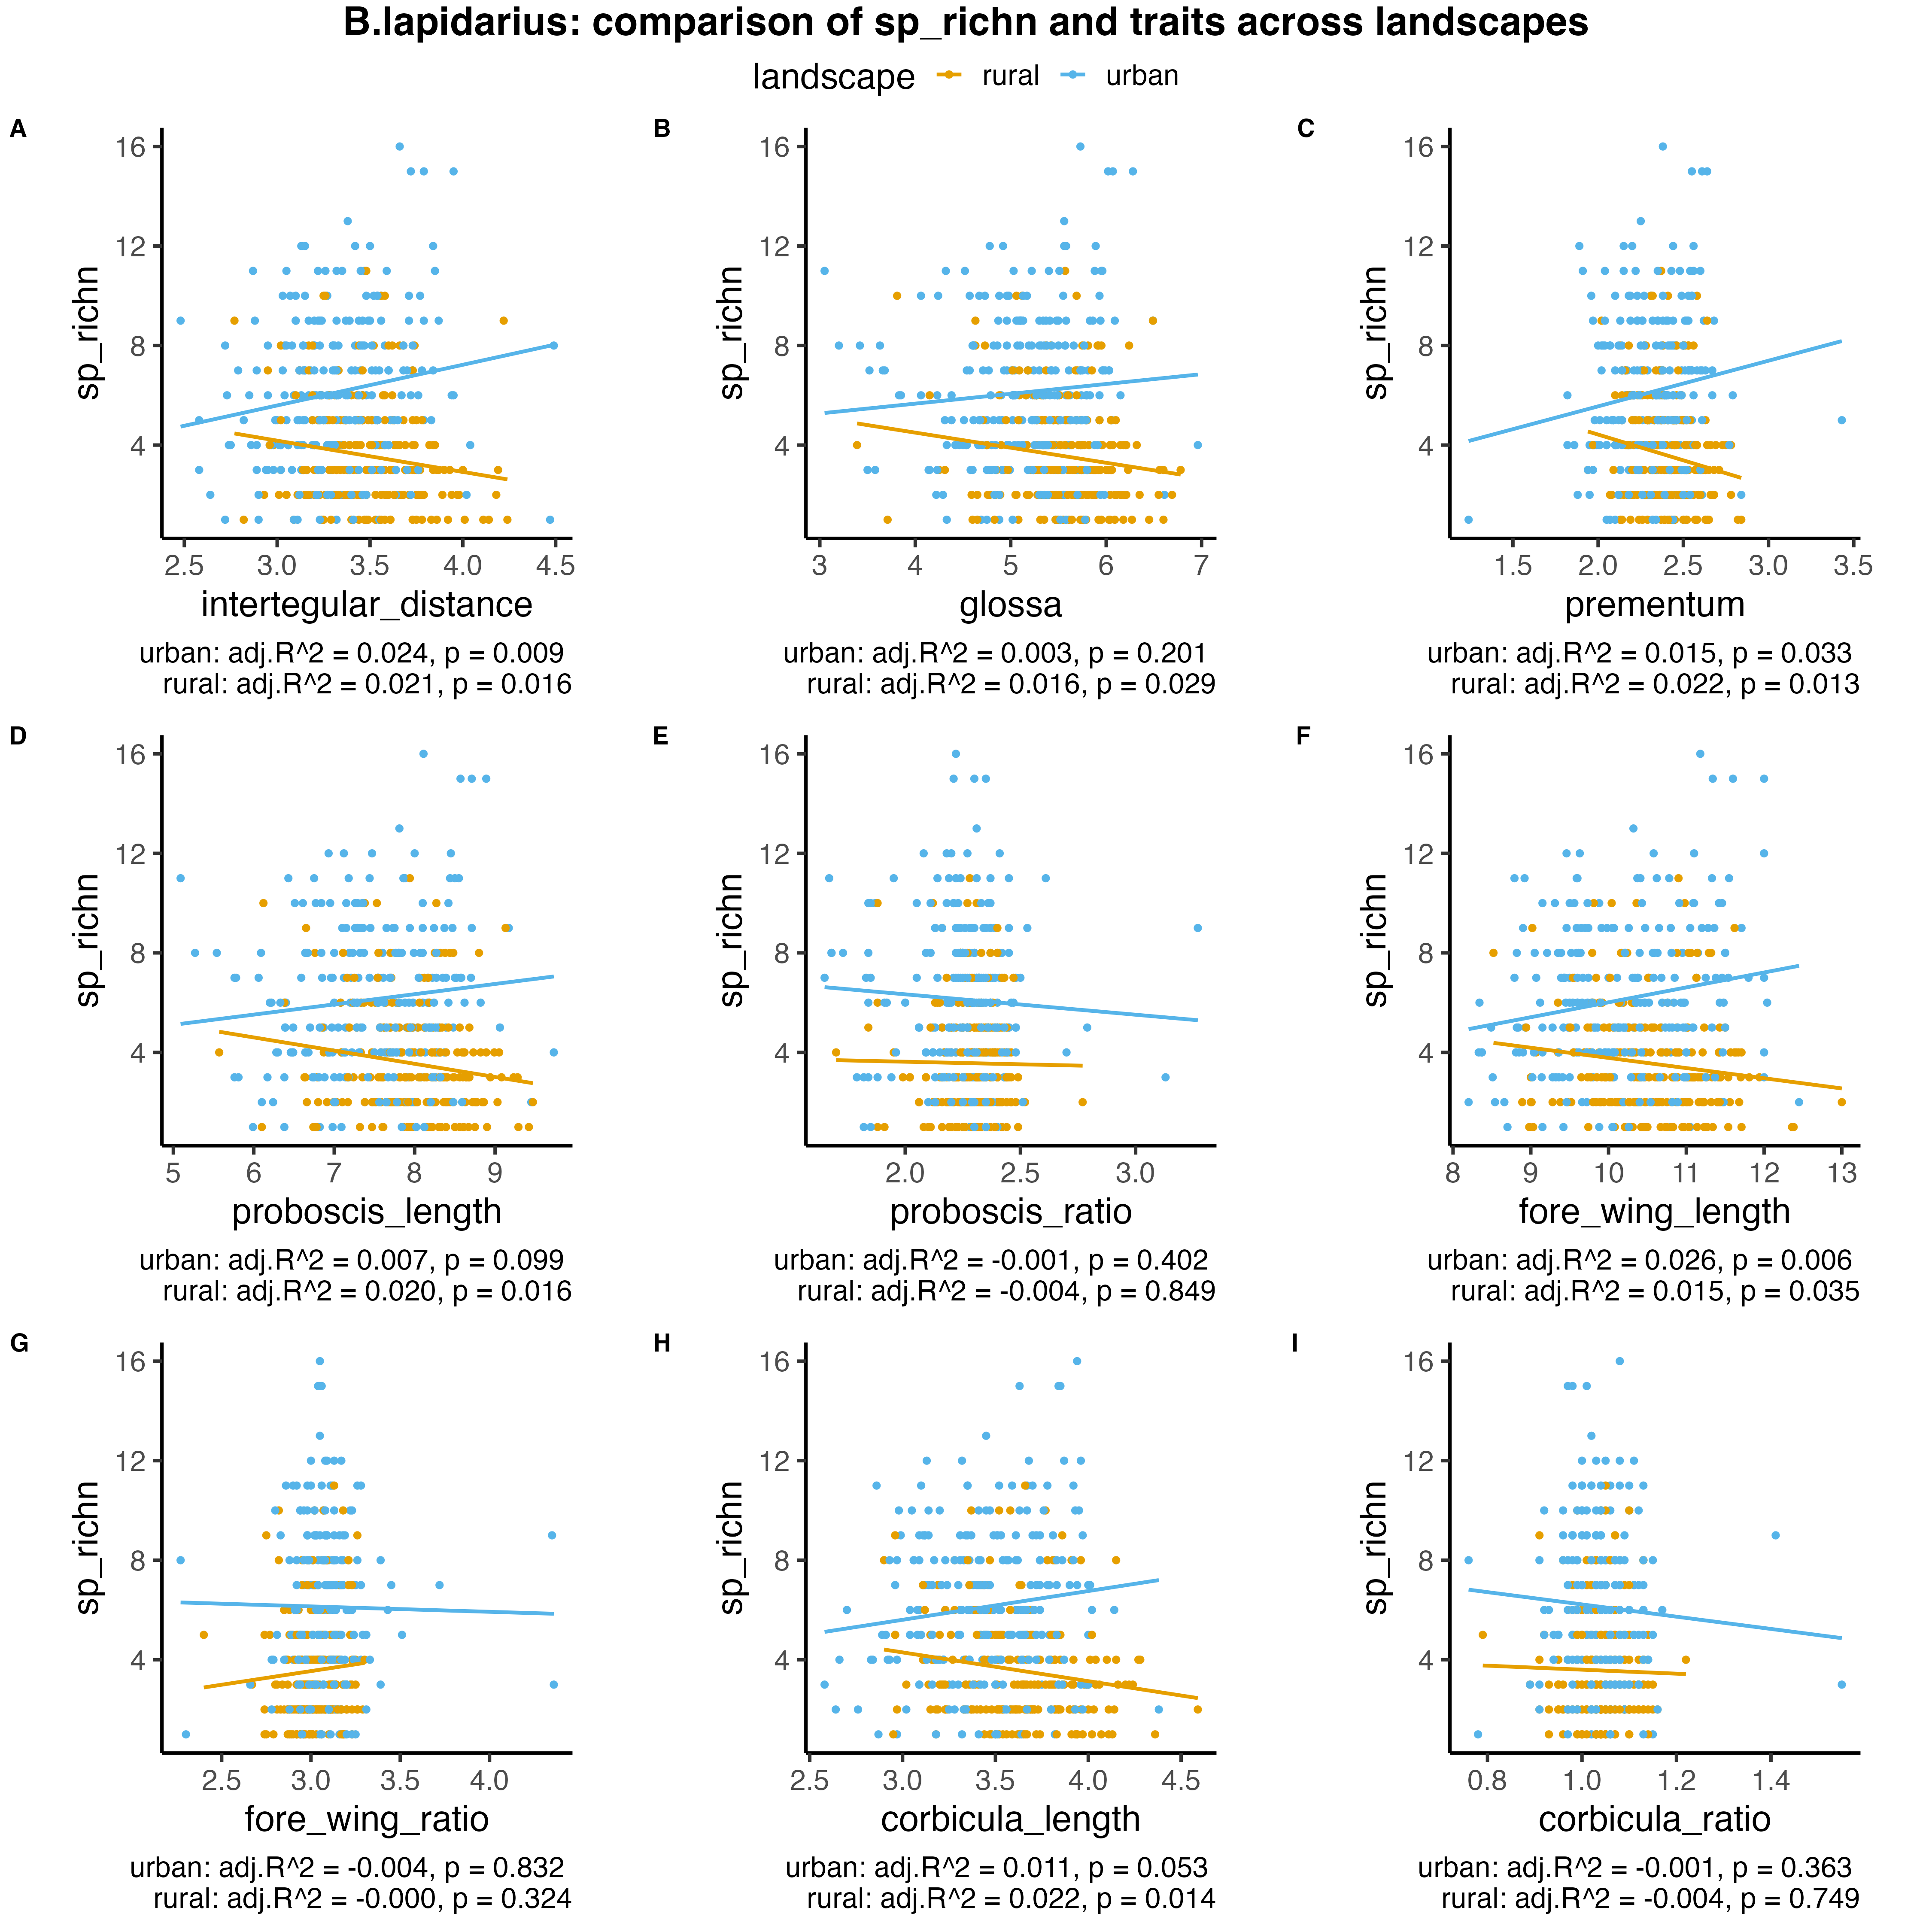 B.lapidarius: comparison of sp_richn and traits across landscapes
landscape rural urban
A
16
12
8
4
sp_richn
2.5 3.0 3.5 4.0 4.5
intertegular_distance
urban: adj.R^2 = 0.024, p = 0.009
rural: adj.R^2 = 0.021, p = 0.016
B
16
12
8
4
sp_richn
3 4 5 6 7
glossa
urban: adj.R^2 = 0.003, p = 0.201
rural: adj.R^2 = 0.016, p = 0.029
C
16
12
8
4
sp_richn
1.5 2.0 2.5 3.0 3.5
prementum
urban: adj.R^2 = 0.015, p = 0.033
rural: adj.R^2 = 0.022, p = 0.013
D
16
12
8
4
sp_richn
5 6 7 8 9
proboscis_length
urban: adj.R^2 = 0.007, p = 0.099
rural: adj.R^2 = 0.020, p = 0.016
E
16
12
8
4
sp_richn
2.0 2.5 3.0
proboscis_ratio
urban: adj.R^2 = -0.001, p = 0.402
rural: adj.R^2 = -0.004, p = 0.849
F
16
12
8
4
sp_richn
8 9 10 11 12 13
fore_wing_length
urban: adj.R^2 = 0.026, p = 0.006
rural: adj.R^2 = 0.015, p = 0.035
G
16
12
8
4
sp_richn
2.5 3.0 3.5 4.0
fore_wing_ratio
urban: adj.R^2 = -0.004, p = 0.832
rural: adj.R^2 = -0.000, p = 0.324
H
16
12
8
4
sp_richn
2.5 3.0 3.5 4.0 4.5
corbicula_length
urban: adj.R^2 = 0.011, p = 0.053
rural: adj.R^2 = 0.022, p = 0.014
I
16
12
8
4
sp_richn
0.8 1.0 1.2 1.4
corbicula_ratio
urban: adj.R^2 = -0.001, p = 0.363
rural: adj.R^2 = -0.004, p = 0.749